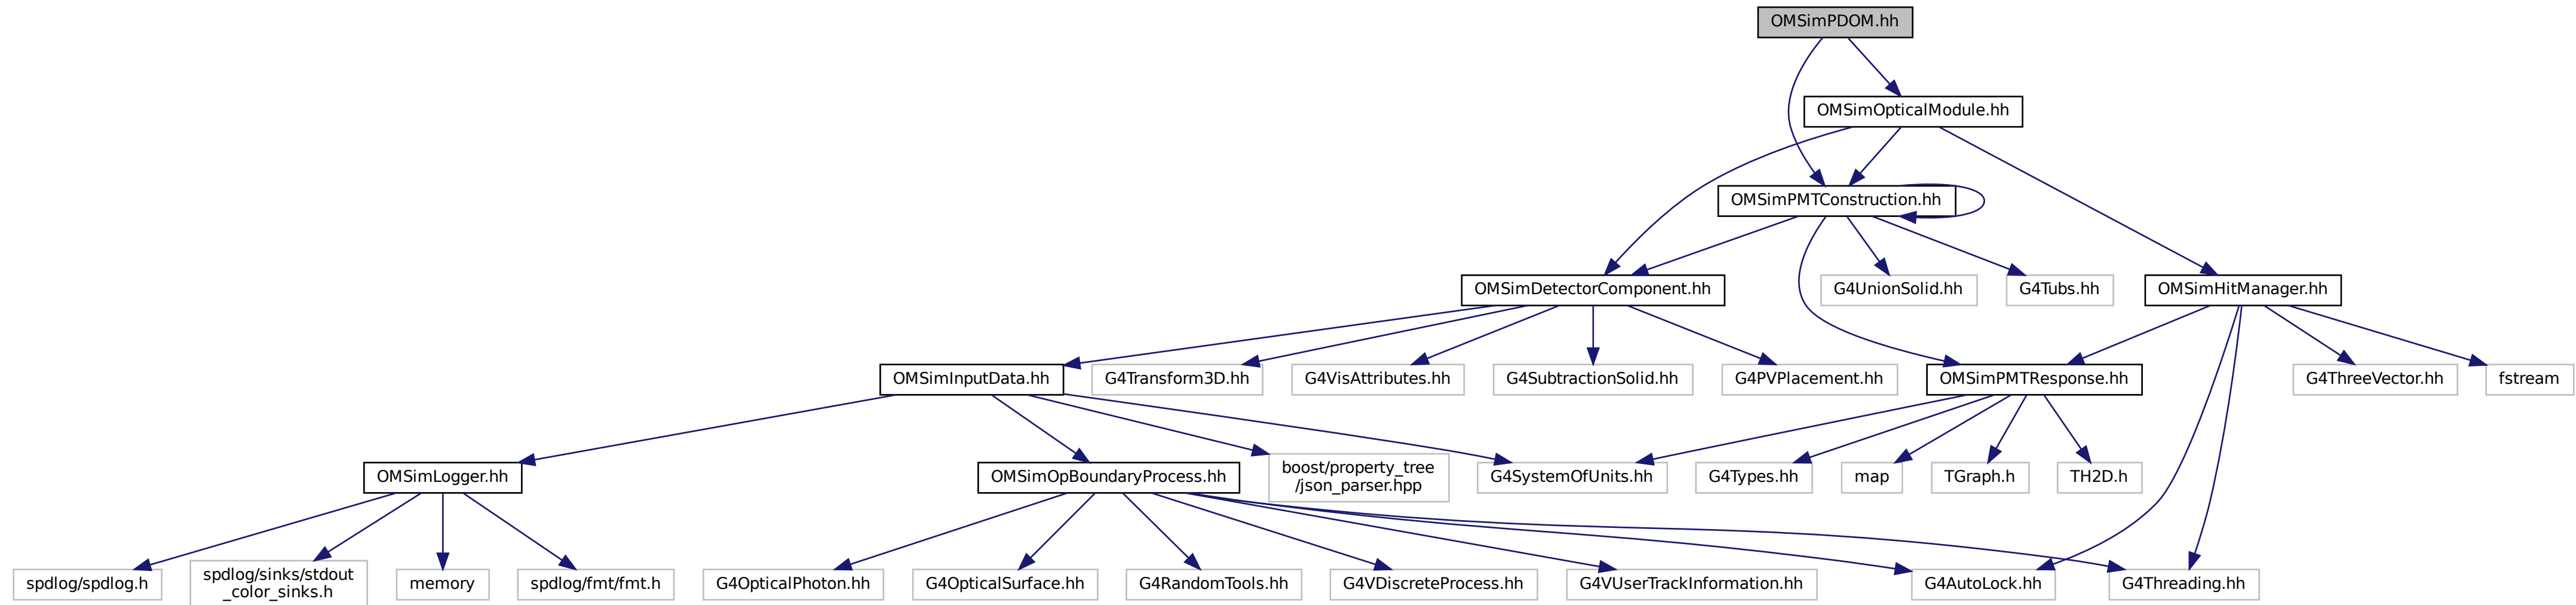 OMSimPDOM.hh
OMSimOpticalModule.hh
OMSimPMTConstruction.hh
OMSimDetectorComponent.hh
G4UnionSolid.hh
G4Tubs.hh
OMSimHitManager.hh
OMSimInputData.hh
G4Transform3D.hh
G4VisAttributes.hh
G4SubtractionSolid.hh
G4PVPlacement.hh
OMSimPMTResponse.hh
G4ThreeVector.hh
fstream
OMSimLogger.hh
OMSimOpBoundaryProcess.hh
boost/property_tree
/json_parser.hpp
G4SystemOfUnits.hh
G4Types.hh
map
TGraph.h
TH2D.h
spdlog/spdlog.h
spdlog/sinks/stdout
_color_sinks.h
memory
spdlog/fmt/fmt.h
G4OpticalPhoton.hh
G4OpticalSurface.hh
G4RandomTools.hh
G4VDiscreteProcess.hh
G4VUserTrackInformation.hh
G4AutoLock.hh
G4Threading.hh